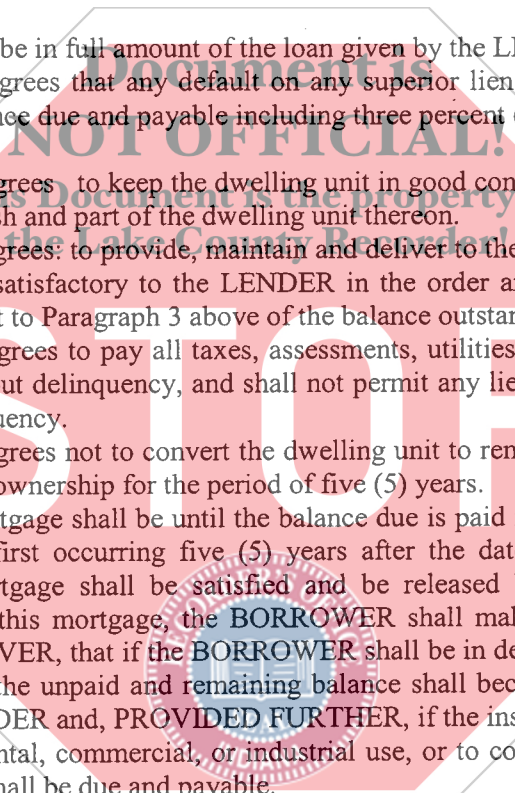 be in full amount of the loan given by the LE
grees that any default on any superior lien
Document is
ce due and payable including three percent (
NOT OFFICIAL!
grees to keep the dwelling unit in good con
is Document is the property
sh and part of the dwelling unit thereon.
the Lake County Recorder!
grees: to provide, maintain and deliver to the
satisfactory to the LENDER in the order a
t to Paragraph 3 above of the balance outstan
grees to pay all taxes, assessments, utilities
ut delinquency, and shall not permit any lie
uency.
STOP
grees not to convert the dwelling unit to ren
ownership for the period of five (5) years.
tgage shall be until the balance due is paid
first occurring five (5) years after the dat
rtgage shall be satisfied and be released
this mortgage, the BORROWER shall mal
VER, that if the BORROWER shall be in de
the unpaid and remaining balance shall bec
DER and, PROVIDED FURTHER, if the ins
ntal, commercial, or industrial use, or to co
hall be due and payable.
RECORDER'S OFFICE